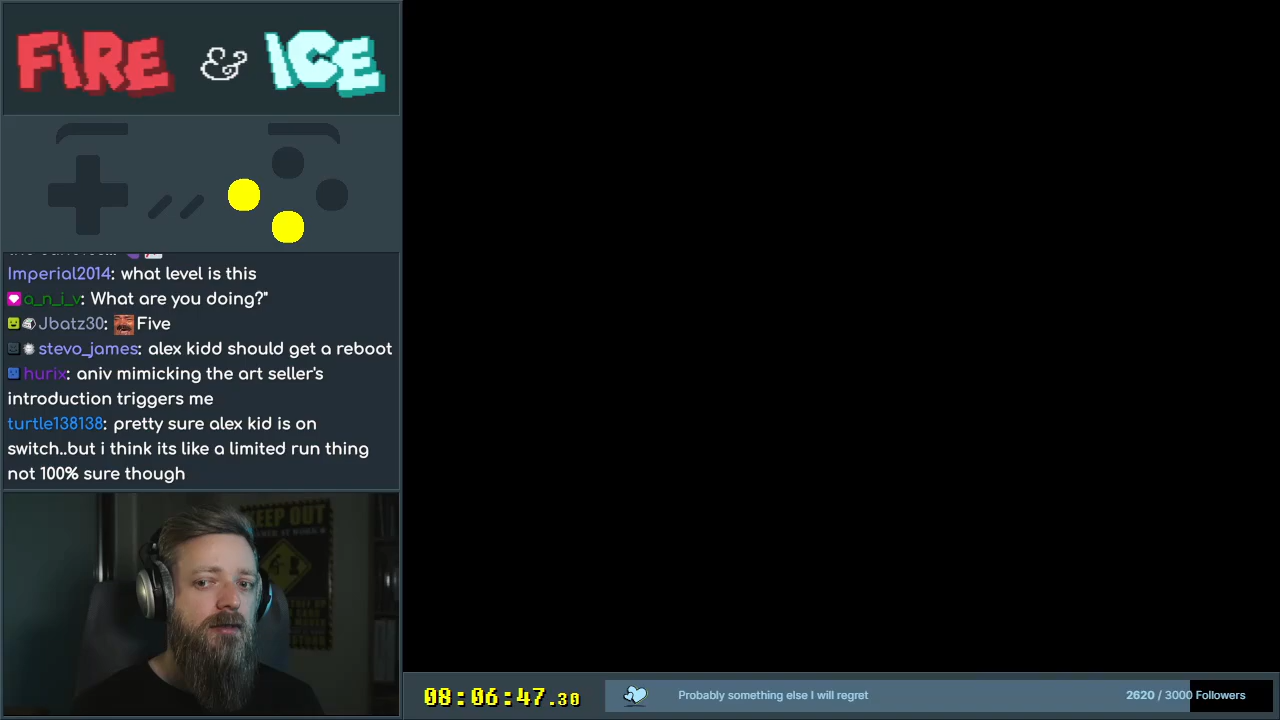 FIRE & ICE
Imperial2014: what level is this
a_n_i_v: What are you doing?"
Jbatz30: Five
stevo_james: alex kidd should get a reboot
hurix: aniv mimicking the art seller's
introduction triggers me
turtle138138: pretty sure alex kid is on
switch..but i think its like a limited run thing
not 100% sure though
KEEP OUT
08:06:47.30
Probably something else I will regret
2620 / 3000 Followers